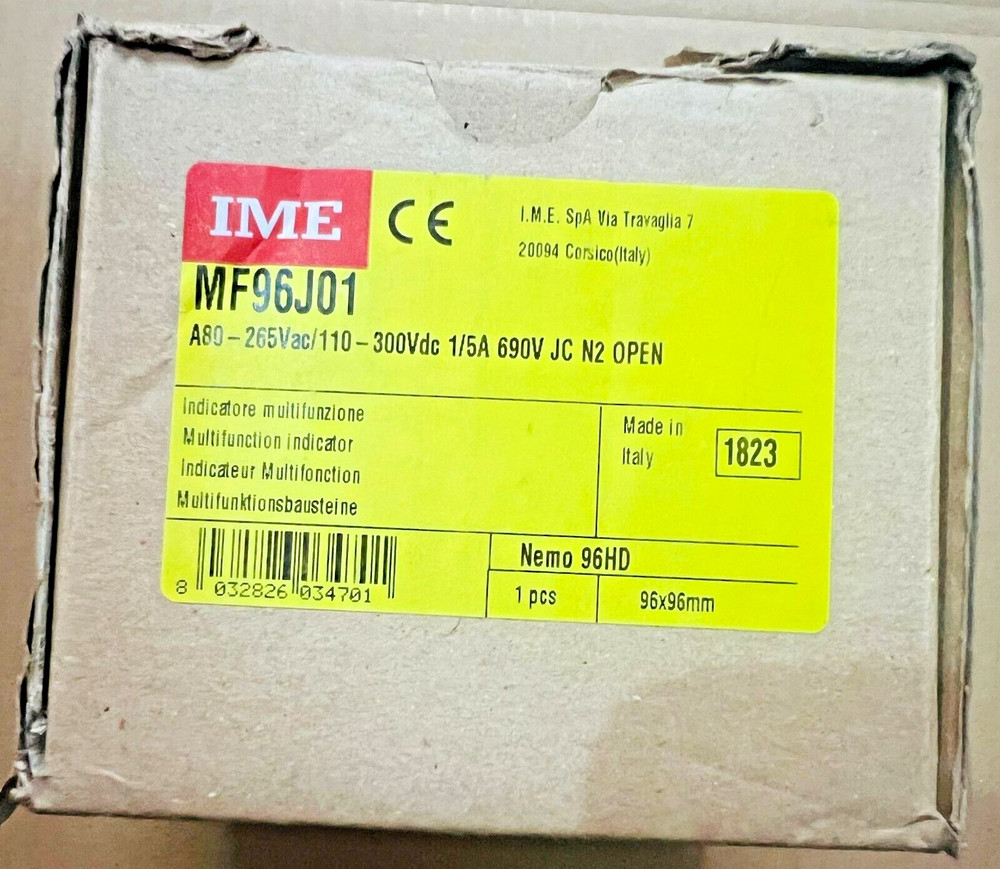 IME CE
I.M.E. SpA Via Travaglia 7
20094 Corsico(Italy)
MF96J01
A80-265Vac/110-300Vdc 1/5A 690V JC N2 OPEN
Indicatore multifunzione
Multifunction indicator
Indicateur Multifonction
Multifunktionsbausteine
Made in
Italy
1823
8 032826 034701
Nemo 96HD
1 pcs
96x96mm